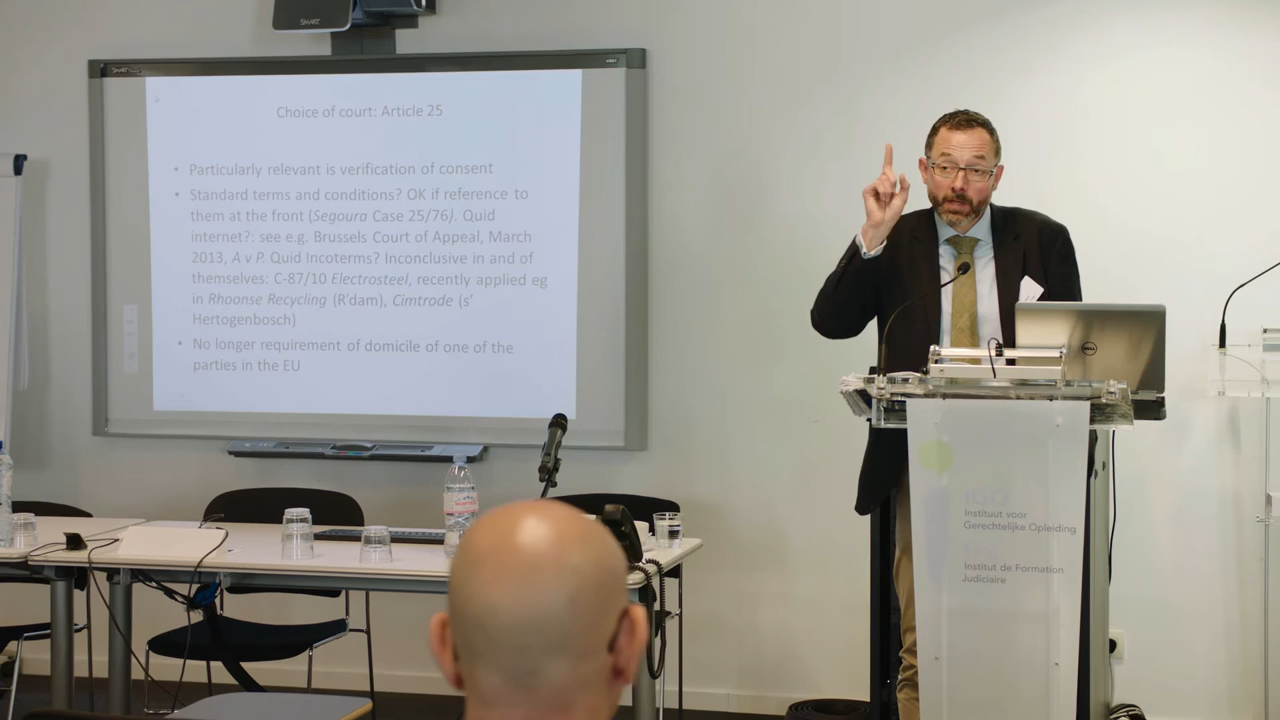 SMART
Choice of court: Article 25
• Particularly relevant is verification of consent
• Standard terms and conditions? OK if reference to
them at the front (Segoura Case 25/76). Quid
internet?: see e.g. Brussels Court of Appeal, March
2013, A v P. Quid Incoterms? Inconclusive in and of
themselves: C-87/10 Electrosteel, recently applied eg
in Rhoonse Recycling (R'dam), Cimtrode (s'
Hertogenbosch)
• No longer requirement of domicile of one of the
parties in the EU
DELL
IGO
Instituut voor
Gerechtelijke Opleiding
Institut de Formation
Judiciaire